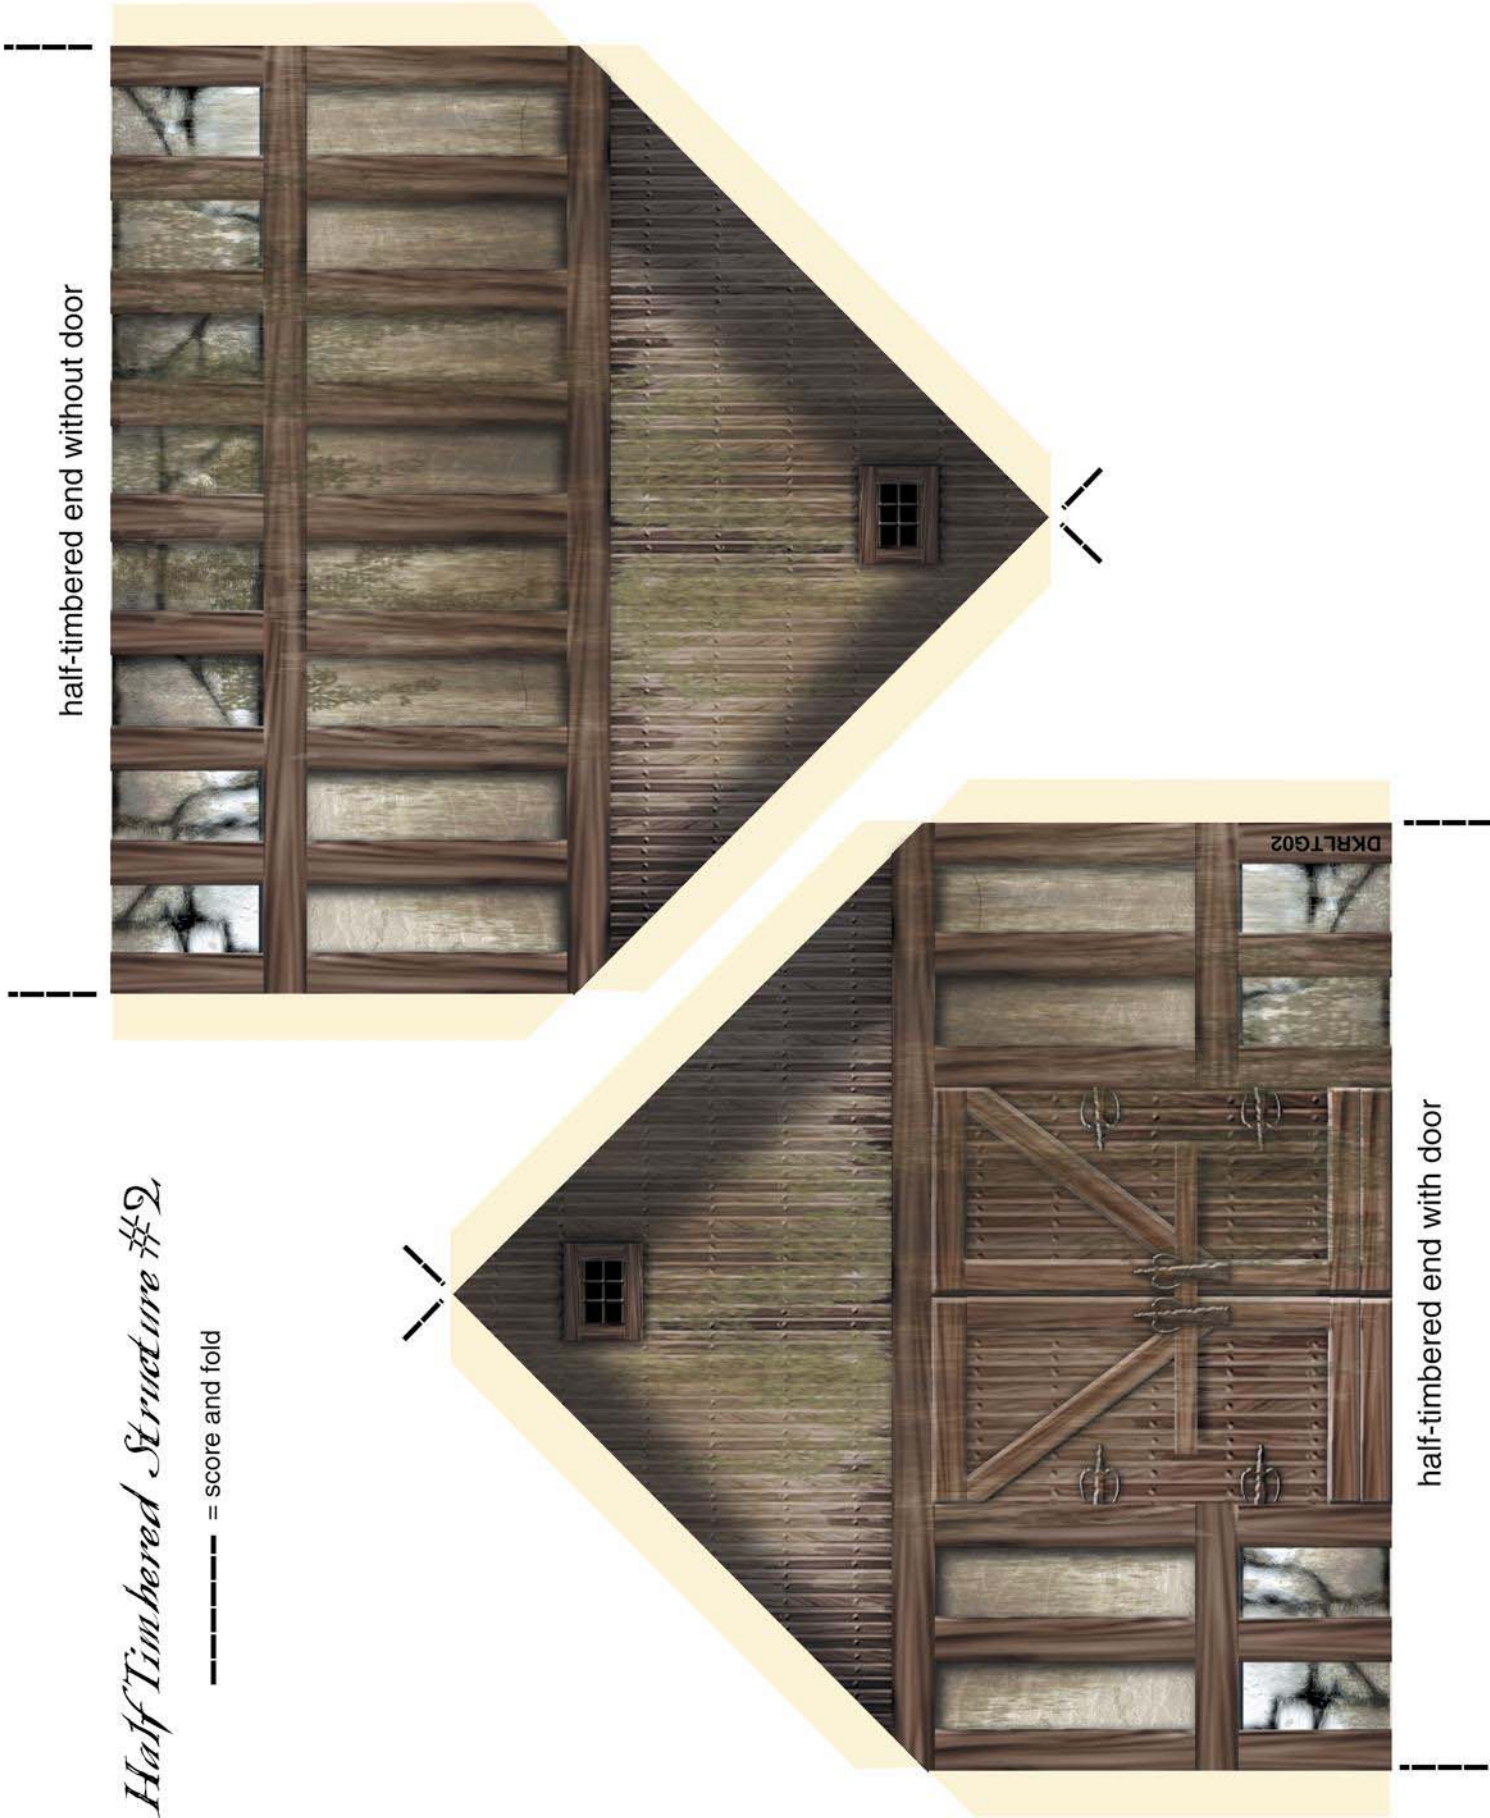 Half Timbered Structure #2
= score and fold
half-timbered end without door
half-timbered end with door
DKRLTG02